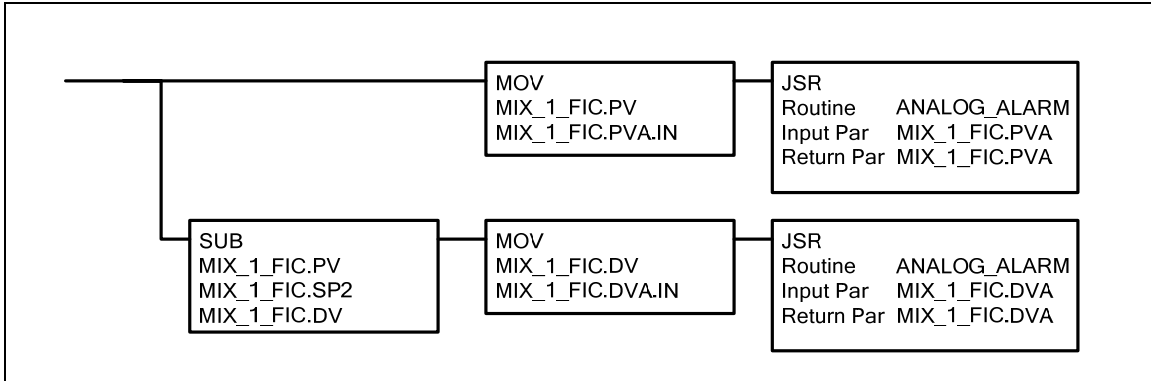 MOV
MIX_1_FIC.PV
MIX_1_FIC.PVA.IN
JSR
Routine ANALOG_ALARM
Input Par MIX_1_FIC.PVA
Return Par MIX_1_FIC.PVA
SUB
MIX_1_FIC.PV
MIX_1_FIC.SP2
MIX_1_FIC.DV
MOV
MIX_1_FIC.DV
MIX_1_FIC.DVA.IN
JSR
Routine ANALOG_ALARM
Input Par MIX_1_FIC.DVA
Return Par MIX_1_FIC.DVA